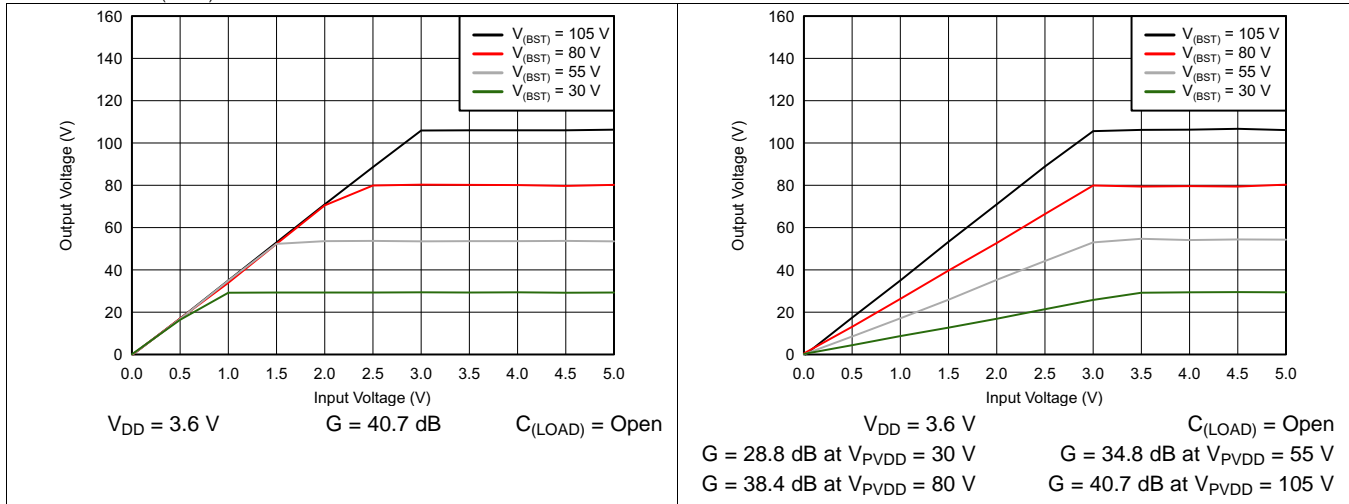 (LOAD)
160
140
120
100
80
60
40
20
0
Output Voltage (V)
V(BST) = 105 V
V(BST) = 80 V
V(BST) = 55 V
V(BST) = 30 V
0.0 0.5 1.0 1.5 2.0 2.5 3.0 3.5 4.0 4.5 5.0
Input Voltage (V)
VDD = 3.6 V G = 40.7 dB C(LOAD) = Open
160
140
120
100
80
60
40
20
0
Output Voltage (V)
V(BST) = 105 V
V(BST) = 80 V
V(BST) = 55 V
V(BST) = 30 V
0.0 0.5 1.0 1.5 2.0 2.5 3.0 3.5 4.0 4.5 5.0
Input Voltage (V)
VDD = 3.6 V C(LOAD) = Open
G = 28.8 dB at VPVDD = 30 V G = 34.8 dB at VPVDD = 55 V
G = 38.4 dB at VPVDD = 80 V G = 40.7 dB at VPVDD = 105 V